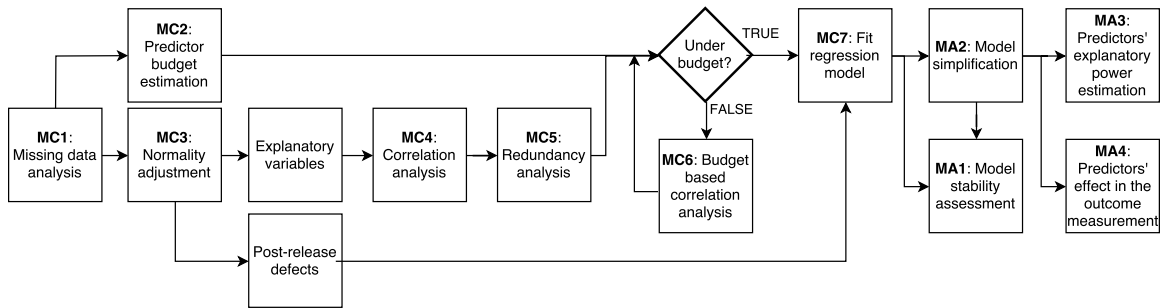 MC2:
Predictor
budget
estimation
Under
budget?
TRUE
MC7: Fit
regression
model
MA2: Model
simplification
MA3:
Predictors'
explanatory
power
estimation
FALSE
MC1:
Missing data
analysis
MC3:
Normality
adjustment
Explanatory
variables
MC4:
Correlation
analysis
MC5:
Redundancy
analysis
MC6: Budget
based
correlation
analysis
MA1: Model
stability
assessment
MA4:
Predictors'
effect in the
outcome
measurement
Post-release
defects